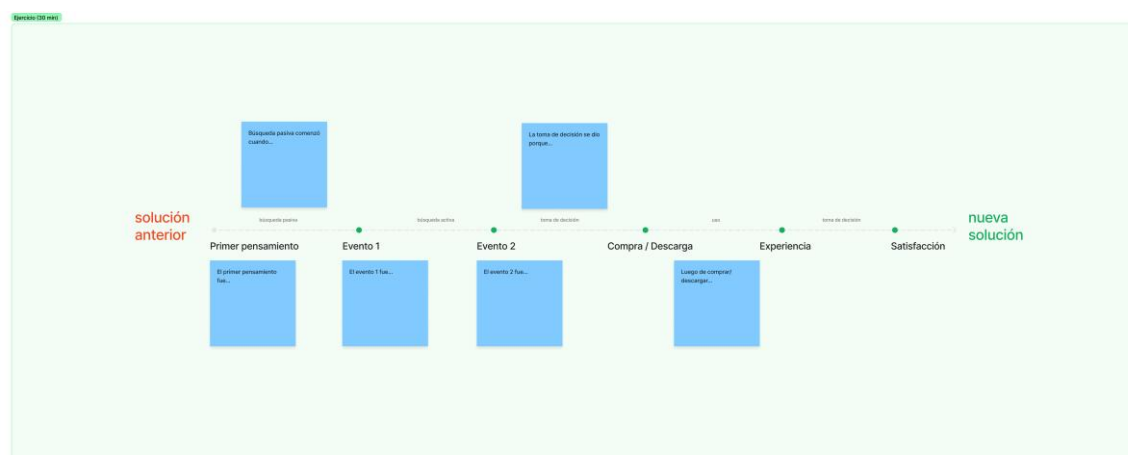 Ejercicio (30 min)
Búsqueda pasiva comenzó
cuando...
La toma de decisión se dio
porque...
solución
anterior
búsqueda pasiva
búsqueda activa
toma de decisión
uso
toma de decisión
nueva
solución
Primer pensamiento
Evento 1
Evento 2
Compra / Descarga
Experiencia
Satisfacción
El primer pensamiento
fue...
El evento 1 fue...
El evento 2 fue...
Luego de comprar/
descargar...